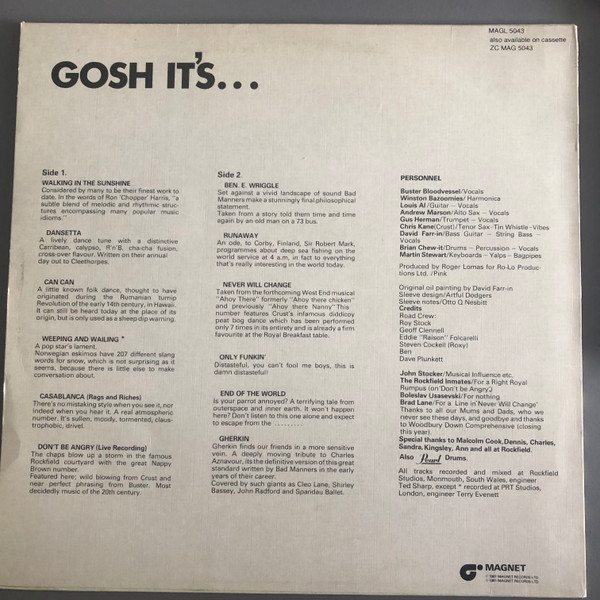 MAGL 5043
also available on cassette
ZC MAG 5043
GOSH IT'S...
Side 1.
WALKING IN THE SUNSHINE
Considered by many to be their finest work to
date. In the words of Ron 'Chopper' Harris, "a
subtle blend of melodic and rhythmic struc-
tures encompassing many popular music
idioms."
DANSETTA
A lively dance tune with a distinctive
Carribean, calypso, R'n'B, cha-cha fusion,
cross-over flavour. Written on their annual
day out to Cleethorpes.
CAN CAN
A little known folk dance, thought to have
originated during the Rumanian turnip
Revolution of the early 14th century, in Hawaii.
It can still be heard today at the place of its
origin, but is only used as a sheep dip warning.
WEEPING AND WAILING *
A pop star's lament.
Norwegian eskimos have 207 different slang
words for snow, which is not surprising as it
seems, because there is little else to make
conversation about.
CASABLANCA (Rags and Riches)
There's no mistaking style when you see it, nor
indeed when you hear it. A real atmospheric
number. It's sullen, moody, tormented, claus-
trophobic, drivel.
DON'T BE ANGRY (Live Recording)
The chaps blow up a storm in the famous
Rockfield courtyard with the great Nappy
Brown number.
Featured here; wild blowing from Crust and
near perfect phrasing from Buster. Most
decidedly music of the 20th century.
Side 2
BEN. E. WRIGGLE
Set against a vivid landscape of sound Bad
Manners make a stunningly final philosophical
statement.
Taken from a story told them time and time
again by an old man on a 73 bus.
RUNAWAY
An ode, to Corby, Finland, Sir Robert Mark,
programmes about deep sea fishing on the
world service at 4 a.m, in fact to everything
that's really interesting in the world today.
NEVER WILL CHANGE
Taken from the forthcoming West End musical
"Ahoy There" formerly "Ahoy there chicken"
and previously "Ahoy there Nanny" This
number features Crust's infamous diddicoy
peat bog dance which has been performed
only 7 times in its entirety and is already a firm
favourite at the Royal Breakfast table.
ONLY FUNKIN'
Distasteful, you can't fool me boys, this is
damn distasteful!
END OF THE WORLD
Is your parrot annoyed? A terrifying tale from
outerspace and inner earth. It won't happen
here? Don't listen to this one alone and expect
to escape from the .........
GHERKIN
Gherkin finds our friends in a more sensitive
vein. A deeply moving tribute to Charles
Aznavour, its the definitive version of this great
standard written by Bad Manners in the early
years of their career.
Covered by such giants as Cleo Lane, Shirley
Bassey, John Radford and Spandau Ballet.
PERSONNEL
Buster Bloodvessel/Vocals
Winston Bazoomies/Harmonica
Louis Al/Guitar – Vocals
Andrew Marson/Alto Sax – Vocals
Gus Herman/Trumpet – Vocals
Chris Kane(Crust)/Tenor Sax-Tin Whistle-Vibes
David Farr-in/Bass Guitar – String Bass –
Vocals
Brian Chew-it/Drums – Percussion – Vocals
Martin Stewart/Keyboards – Yalps – Bagpipes
Produced by Roger Lomas for Ro-Lo Produc-
tions Ltd. /Pink
Original oil painting by David Farr-in
Sleeve design/Artful Dodgers
Sleeve notes/Otto Q Nesbitt
Credits
Road Crew:
Roy Stock
Geoff Clennell
Eddie "Raison" Folcarelli
Steven Cockell (Roxy)
Ben
Dave Plunkett
John Stocker/Musical Influence etc.
The Rockfield Inmates/For a Right Royal
Rumpus (on 'Don't be Angry').
Boleslav Usasevski/For nothing
Brad Lane/For a Line in 'Never Will Change'
Thanks to all our Mums and Dads, who we
never see these days, and goodbye and thanks
to Woodbury Down Comprehensive (closing
this year).
Special thanks to Malcolm Cook, Dennis, Charles,
Sandra, Kingsley, Ann and all at Rockfield.
Also Pearl Drums.
All tracks recorded and mixed at Rockfield
Studios, Monmouth, South Wales, engineer
Ted Sharp, except * recorded at PRT Studios,
London, engineer Terry Evenett
MAGNET
℗ 1981 MAGNET RECORDS LTD.
© 1981 MAGNET RECORDS LTD.